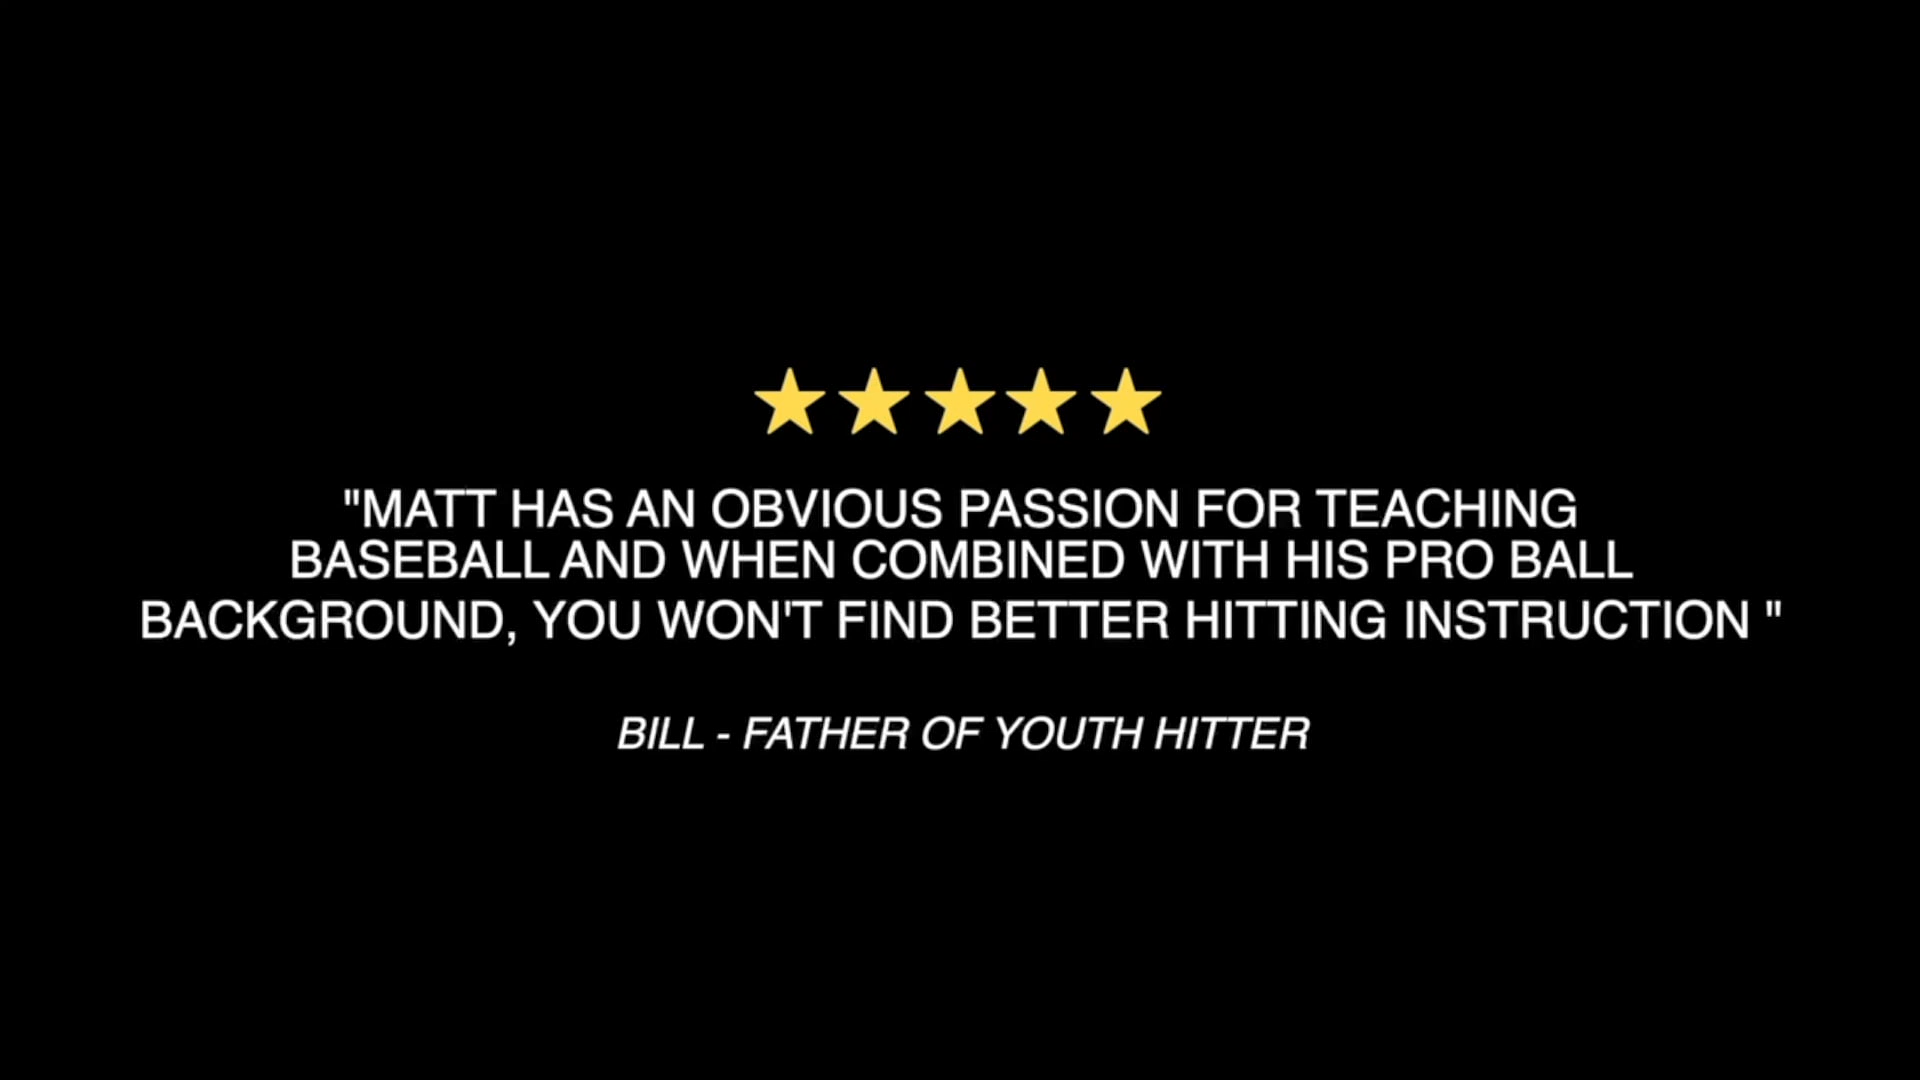 "MATT HAS AN OBVIOUS PASSION FOR TEACHING
BASEBALL AND WHEN COMBINED WITH HIS PRO BALL
BACKGROUND, YOU WON'T FIND BETTER HITTING INSTRUCTION "
BILL - FATHER OF YOUTH HITTER